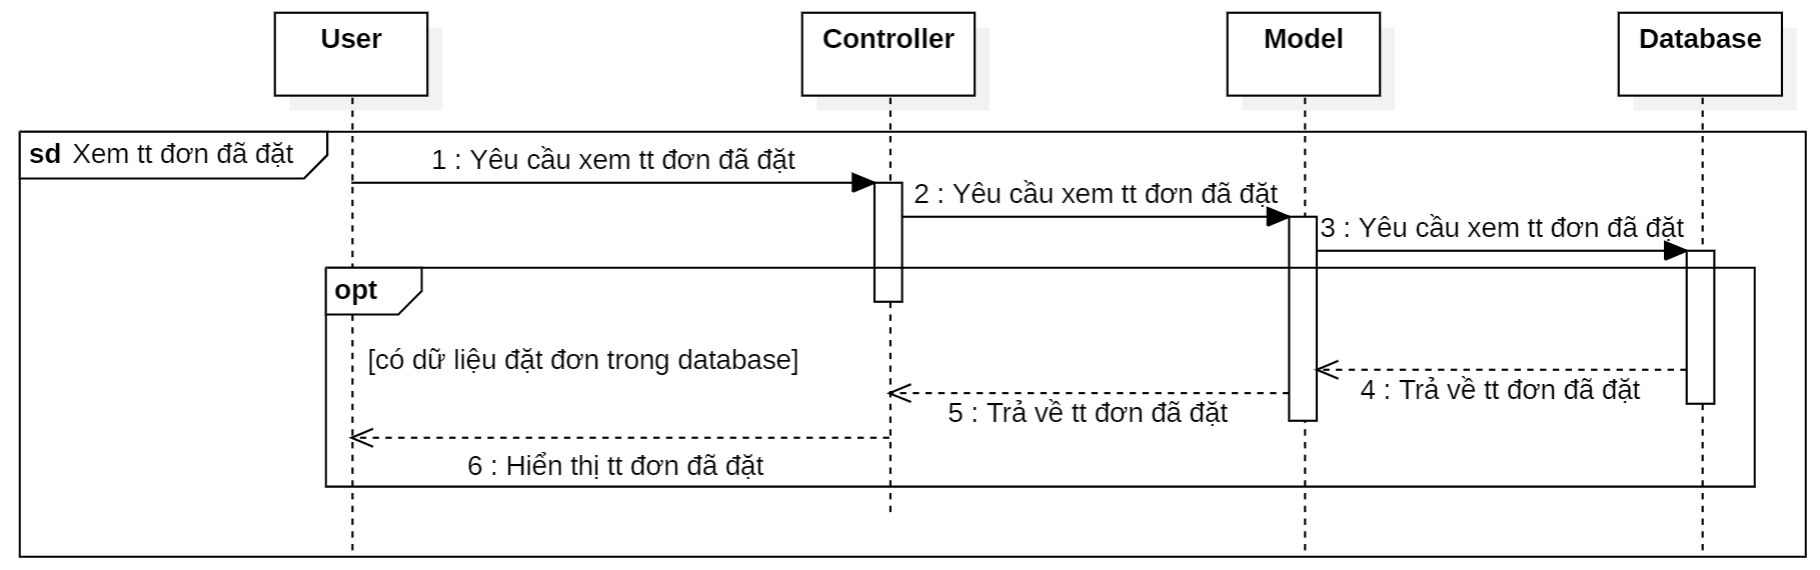 User
Controller
Model
Database
sd Xem tt đơn đã đặt
1 : Yêu cầu xem tt đơn đã đặt
2 : Yêu cầu xem tt đơn đã đặt
3 : Yêu cầu xem tt đơn đã đặt
opt
[có dữ liệu đặt đơn trong database]
4 : Trả về tt đơn đã đặt
5 : Trả về tt đơn đã đặt
6 : Hiển thị tt đơn đã đặt